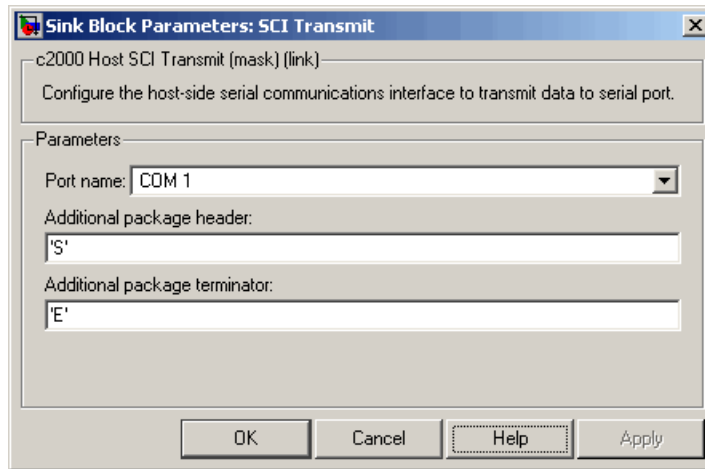 Sink Block Parameters: SCI Transmit
c2000 Host SCI Transmit (mask) (link)
Configure the host-side serial communications interface to transmit data to serial port.
Parameters
Port name: COM 1
Additional package header:
'S'
Additional package terminator:
'E'
OK Cancel Help Apply